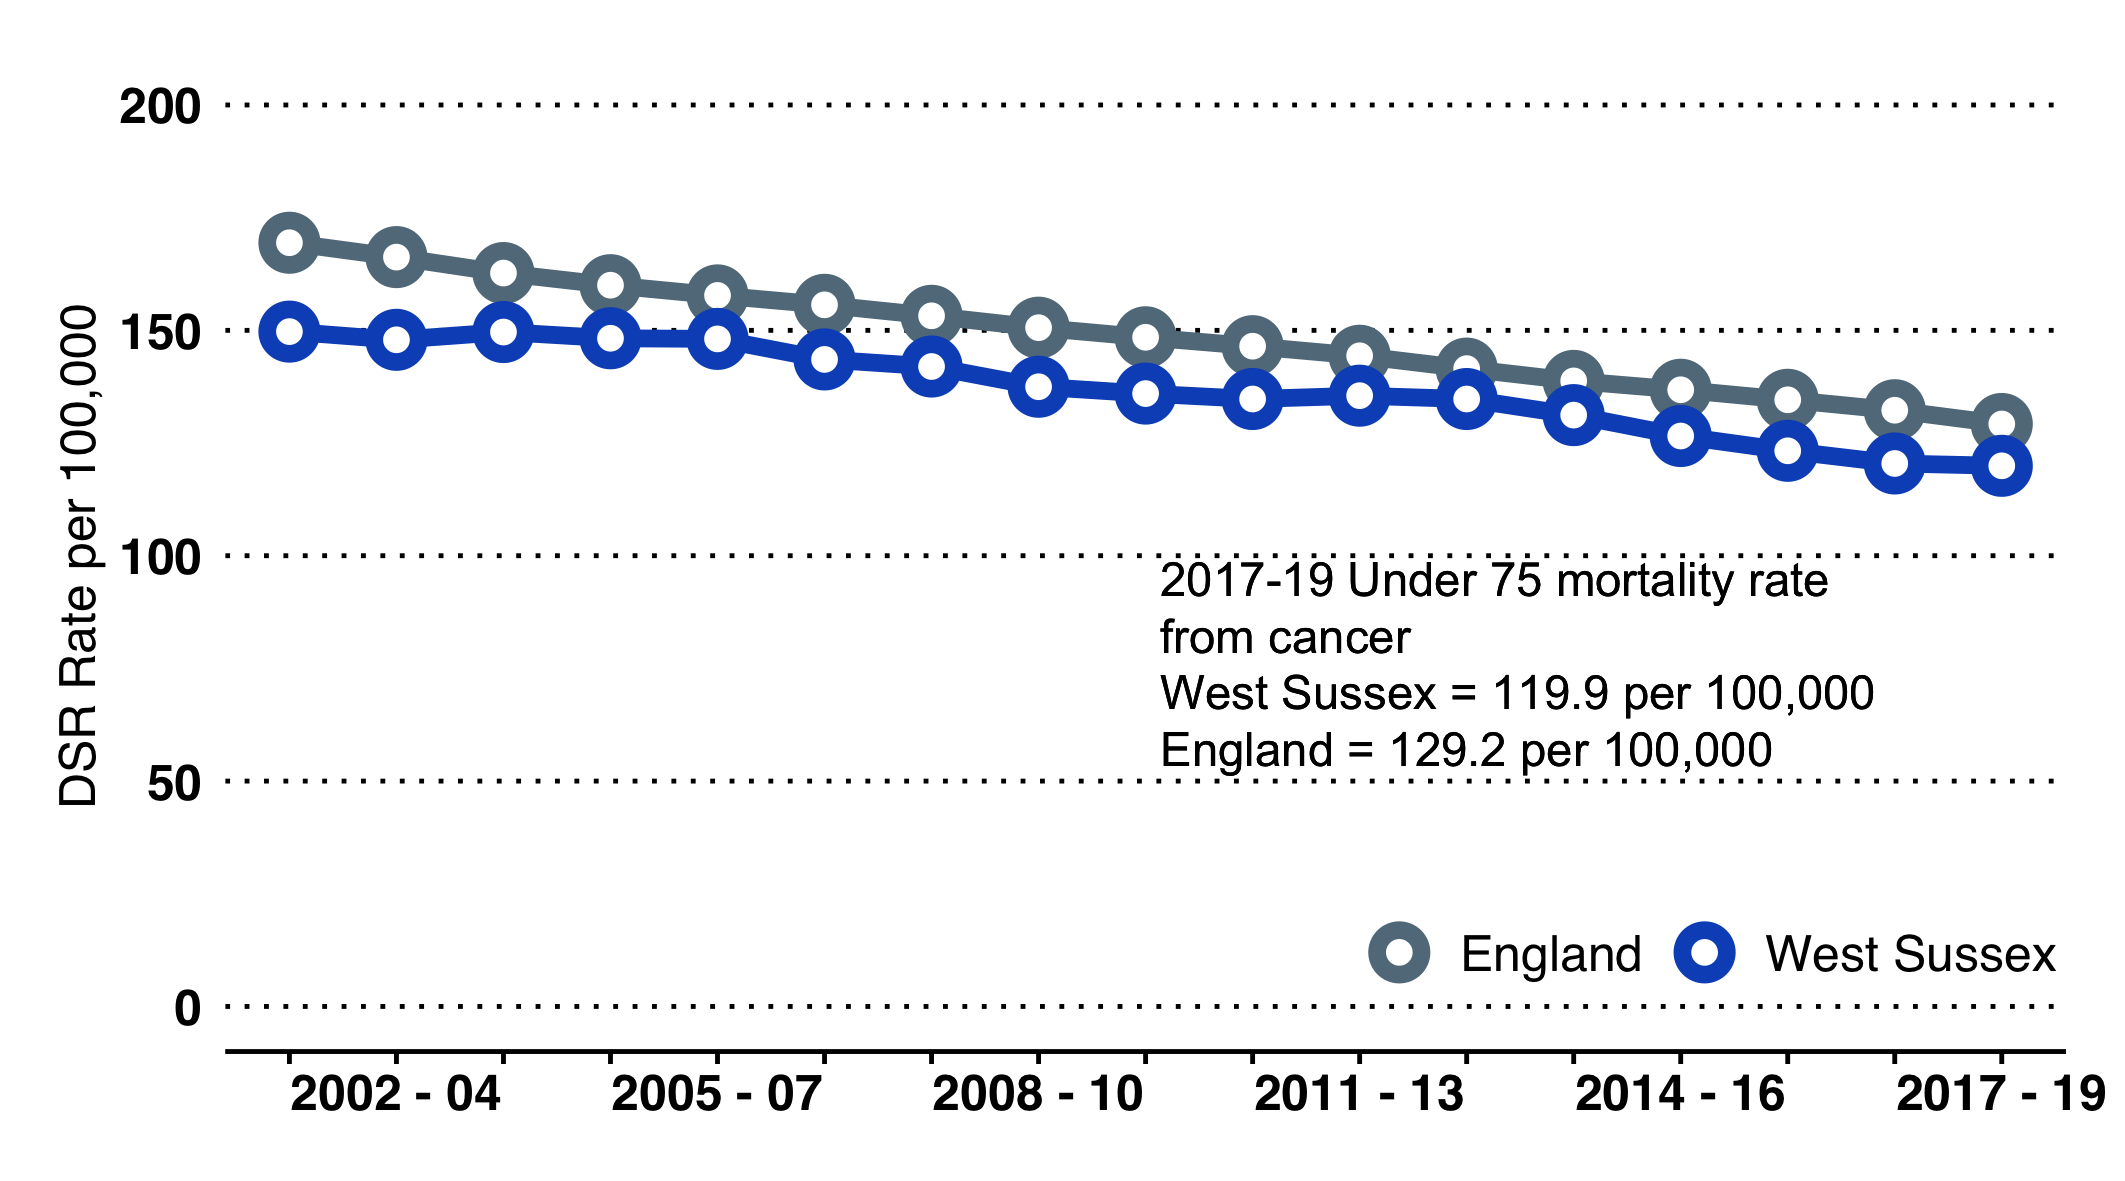 200
150
100
50
0
DSR Rate per 100,000
2017-19 Under 75 mortality rate
from cancer
West Sussex = 119.9 per 100,000
England = 129.2 per 100,000
England West Sussex
2002 - 04 2005 - 07 2008 - 10 2011 - 13 2014 - 16 2017 - 19